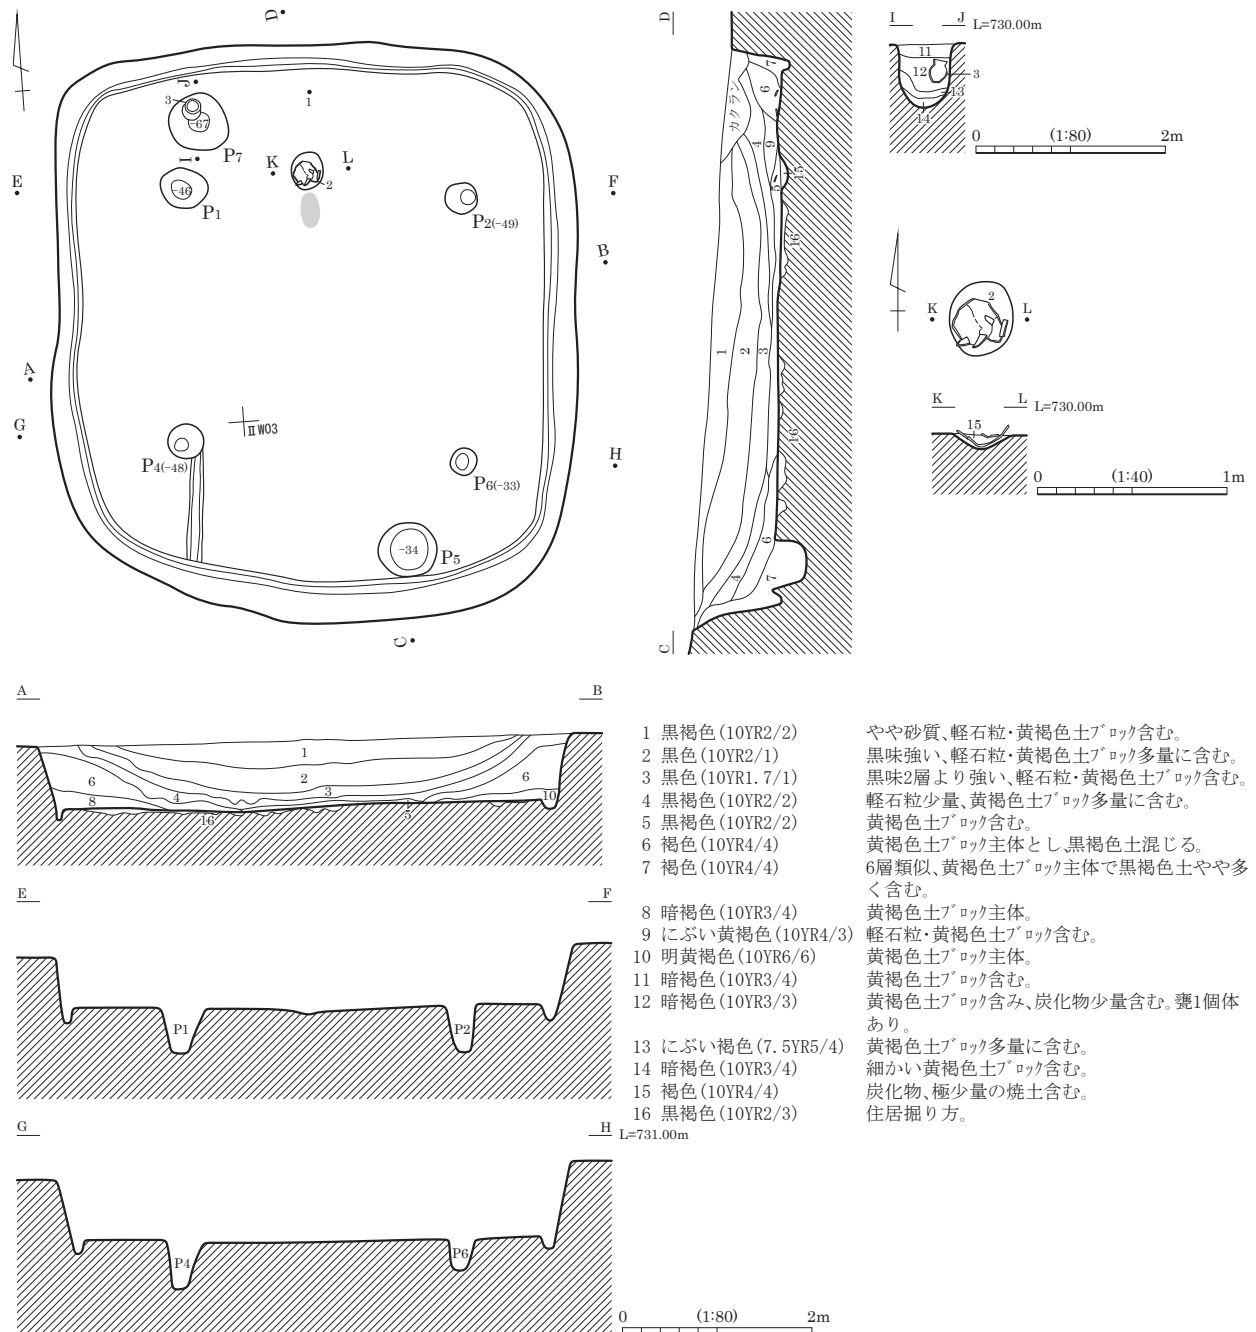 D
J
3
-67
1
P7
I
K
L
2
E
-46
P1
P2(-49)
F
B
A
G
ⅡW03
P4(-48)
P6(-33)
H
-34
P5
C
D
カクラン
7
6
4
9
15
5
16
1
2
3
16
6
4
7
C
I J L=730.00m
11
12
3
13
14
0 (1:80) 2m
K
2
L
K L L=730.00m
15
0 (1:40) 1m
A B
1
2
3
6
6
8
4
10
16
5
E F
P1
P2
G H L=731.00m
P4
P6
0 (1:80) 2m
1 黒褐色(10YR2/2) やや砂質、軽石粒・黄褐色土ブロック含む。
2 黒色(10YR2/1) 黒味強い、軽石粒・黄褐色土ブロック多量に含む。
3 黒色(10YR1.7/1) 黒味2層より強い、軽石粒・黄褐色土ブロック含む。
4 黒褐色(10YR2/2) 軽石粒少量、黄褐色土ブロック多量に含む。
5 黒褐色(10YR2/2) 黄褐色土ブロック含む。
6 褐色(10YR4/4) 黄褐色土ブロック主体とし、黒褐色土混じる。
7 褐色(10YR4/4) 6層類似、黄褐色土ブロック主体で黒褐色土やや多
く含む。
8 暗褐色(10YR3/4) 黄褐色土ブロック主体。
9 にぶい黄褐色(10YR4/3) 軽石粒・黄褐色土ブロック含む。
10 明黄褐色(10YR6/6) 黄褐色土ブロック主体。
11 暗褐色(10YR3/4) 黄褐色土ブロック含む。
12 暗褐色(10YR3/3) 黄褐色土ブロック含み、炭化物少量含む。甕1個体
あり。
13 にぶい褐色(7.5YR5/4) 黄褐色土ブロック多量に含む。
14 暗褐色(10YR3/4) 細かい黄褐色土ブロック含む。
15 褐色(10YR4/4) 炭化物、極少量の焼土含む。
16 黒褐色(10YR2/3) 住居掘り方。